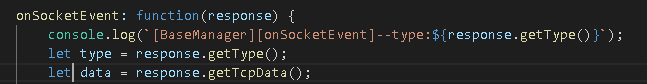 onSocketEvent: function(response) {
console.log(`[BaseManager][onSocketEvent]--type:${response.getType()}`);
let type = response.getType();
let data = response.getTcpData();